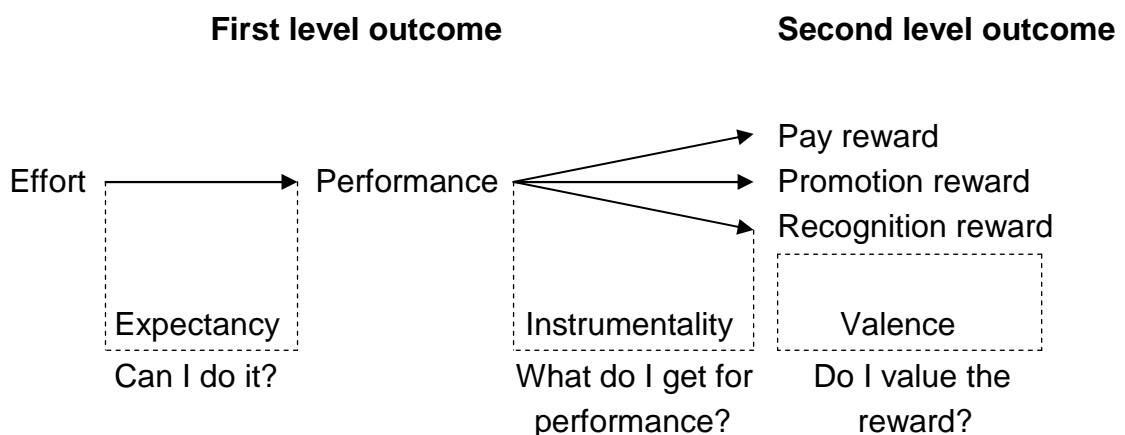 First level outcome
Second level outcome
Pay reward
Effort
Performance
Promotion reward
Recognition reward
Expectancy
Instrumentality
Valence
Can I do it?
What do I get for
performance?
Do I value the
reward?